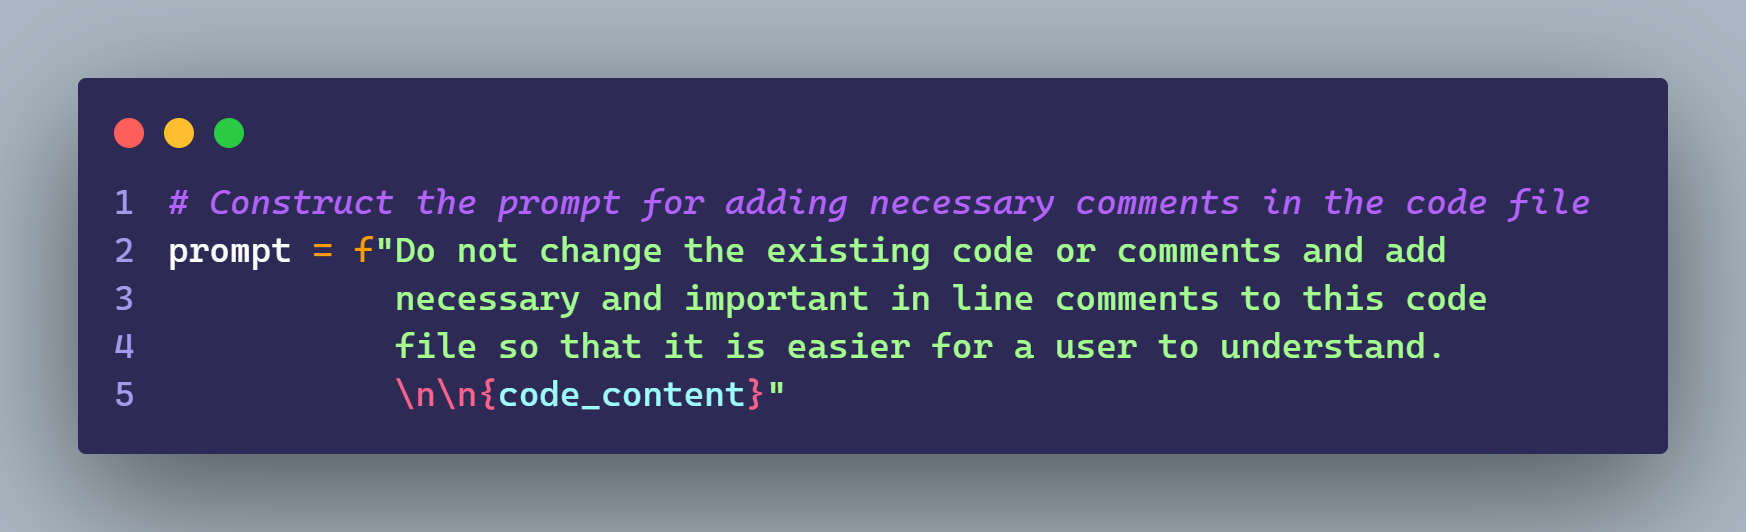 1 # Construct the prompt for adding necessary comments in the code file
2 prompt = f"Do not change the existing code or comments and add
3 necessary and important in line comments to this code
4 file so that it is easier for a user to understand.
5 \n\n{code_content}"